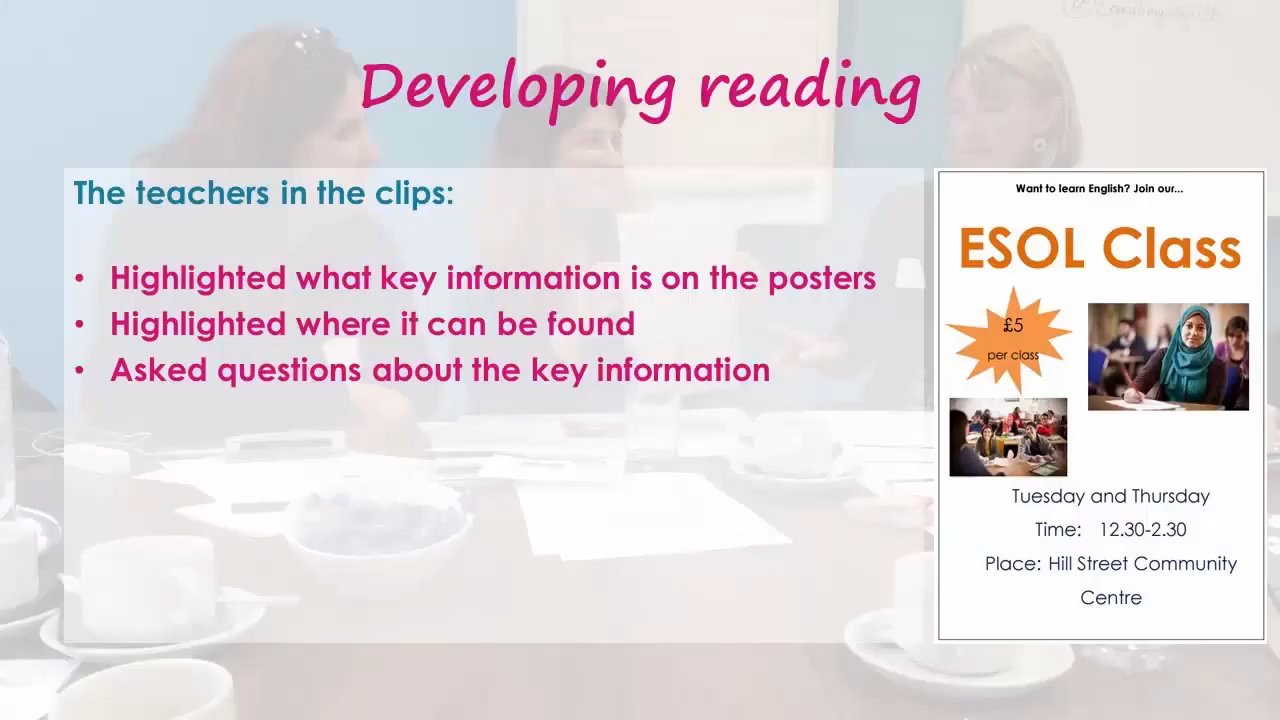 Developing reading
The teachers in the clips:
• Highlighted what key information is on the posters
• Highlighted where it can be found
• Asked questions about the key information
Want to learn English? Join our...
ESOL Class
£5
per class
Tuesday and Thursday
Time: 12.30-2.30
Place: Hill Street Community
Centre